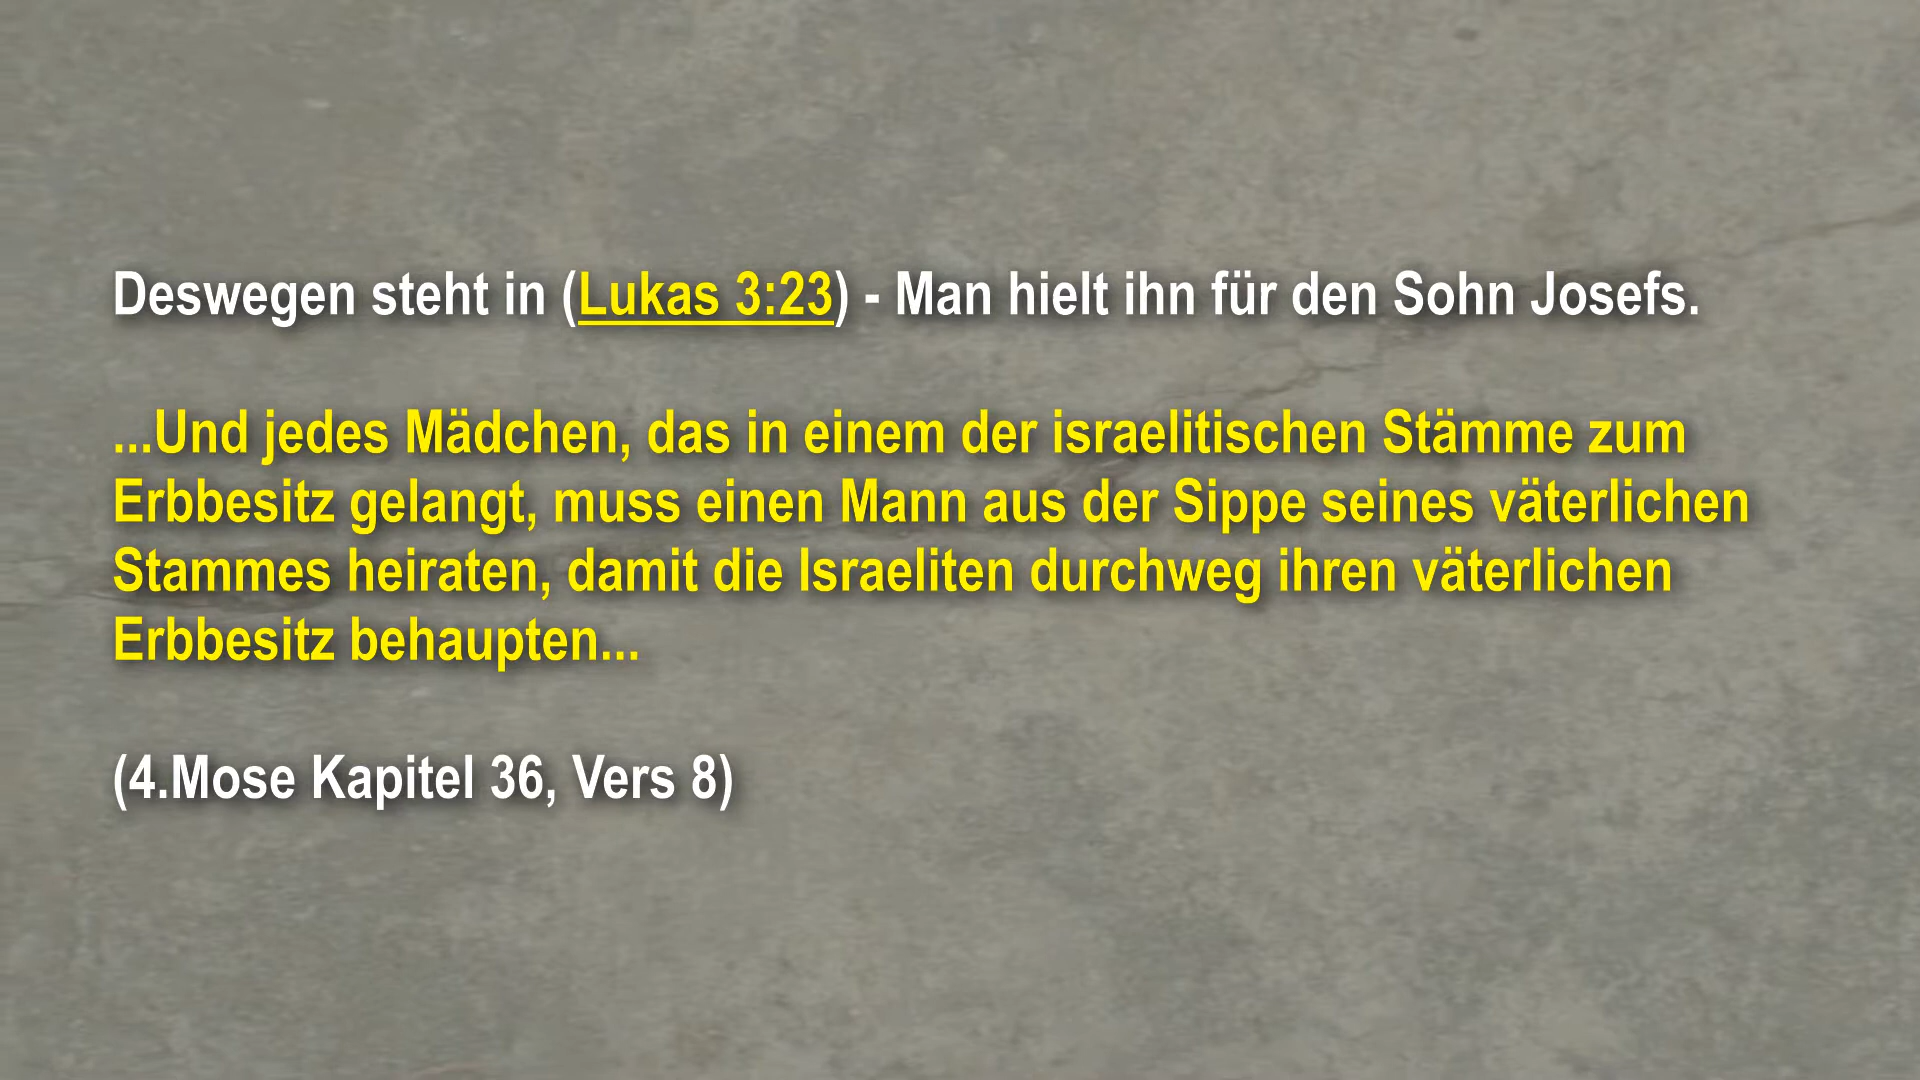 Deswegen steht in (Lukas 3:23) - Man hielt ihn für den Sohn Josefs.
...Und jedes Mädchen, das in einem der israelitischen Stämme zum
Erbbesitz gelangt, muss einen Mann aus der Sippe seines väterlichen
Stammes heiraten, damit die Israeliten durchweg ihren väterlichen
Erbbesitz behaupten...
(4.Mose Kapitel 36, Vers 8)